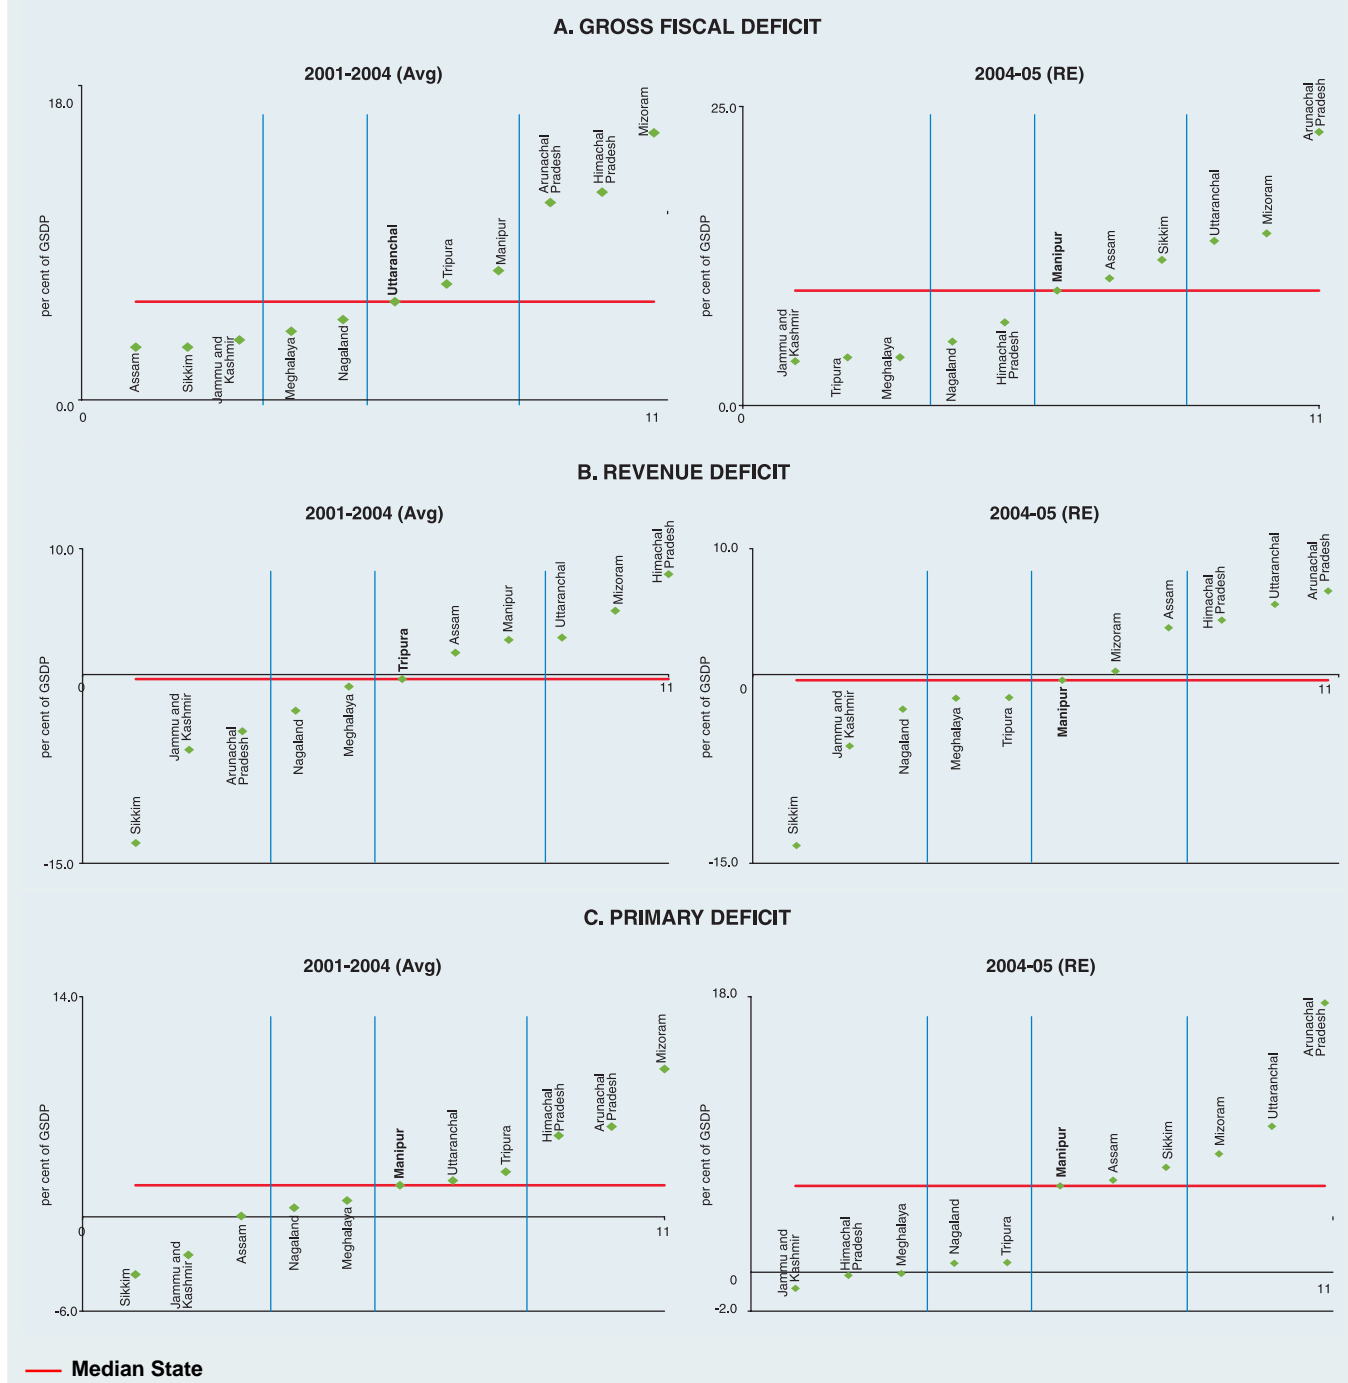 A. GROSS FISCAL DEFICIT
2001-2004 (Avg)
18.0
per cent of GSDP
0.0
0
11
Assam
Sikkim
Jammu and
Kashmir
Meghalaya
Nagaland
Uttaranchal
Tripura
Manipur
Arunachal
Pradesh
Himachal
Pradesh
Mizoram
2004-05 (RE)
25.0
per cent of GSDP
0.0
0
11
Jammu and
Kashmir
Tripura
Meghalaya
Nagaland
Himachal
Pradesh
Manipur
Assam
Sikkim
Uttaranchal
Mizoram
Arunachal
Pradesh
B. REVENUE DEFICIT
2001-2004 (Avg)
10.0
per cent of GSDP
0
11
-15.0
Sikkim
Jammu and
Kashmir
Arunachal
Pradesh
Nagaland
Meghalaya
Tripura
Assam
Manipur
Uttaranchal
Mizoram
Himachal
Pradesh
2004-05 (RE)
10.0
per cent of GSDP
0
11
-15.0
Sikkim
Jammu and
Kashmir
Nagaland
Meghalaya
Tripura
Manipur
Mizoram
Assam
Himachal
Pradesh
Uttaranchal
Arunachal
Pradesh
C. PRIMARY DEFICIT
2001-2004 (Avg)
14.0
per cent of GSDP
0
11
-6.0
Sikkim
Jammu and
Kashmir
Assam
Nagaland
Meghalaya
Manipur
Uttaranchal
Tripura
Himachal
Pradesh
Arunachal
Pradesh
Mizoram
2004-05 (RE)
18.0
per cent of GSDP
0
11
-2.0
Jammu and
Kashmir
Himachal
Pradesh
Meghalaya
Nagaland
Tripura
Manipur
Assam
Sikkim
Mizoram
Uttaranchal
Arunachal
Pradesh
Median State